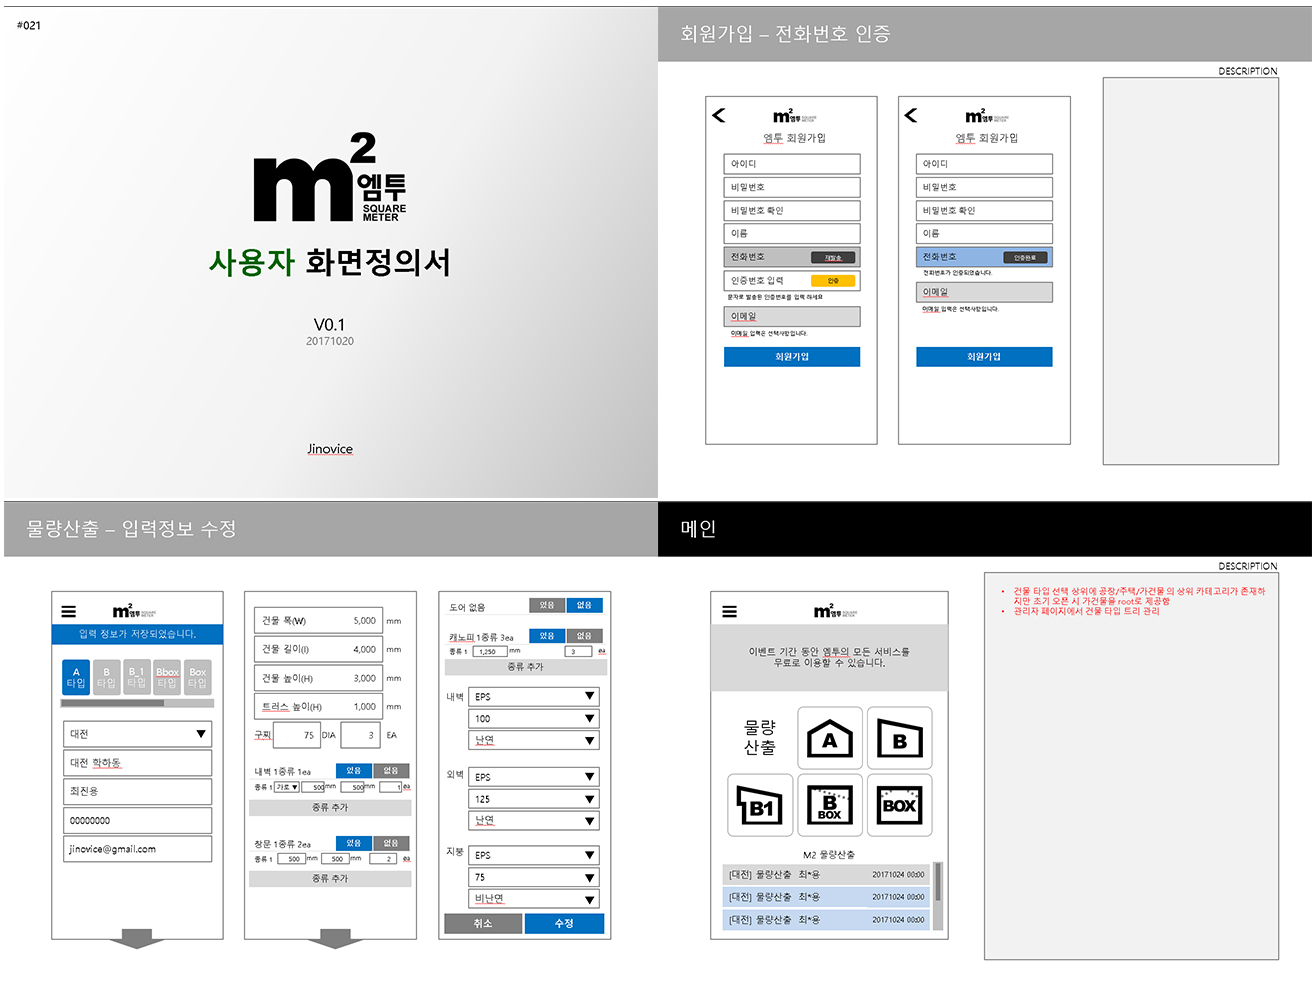 #021
m2
엠투
SQUARE
METER
사용자 화면정의서
V0.1
20171020
Jinovice
회원가입 – 전화번호 인증
DESCRIPTION
m2 엠투 SQUARE METER
엠투 회원가입
아이디
비밀번호
비밀번호 확인
이름
전화번호 재발송
인증번호 입력 인증
문자로 발송된 인증번호를 입력 하세요
이메일
이메일 입력은 선택사항입니다.
회원가입
m2 엠투 SQUARE METER
엠투 회원가입
아이디
비밀번호
비밀번호 확인
이름
전화번호 인증완료
전화번호가 인증되었습니다.
이메일
이메일 입력은 선택사항입니다.
회원가입
물량산출 – 입력정보 수정
m2 엠투 SQUARE METER
입력 정보가 저장되었습니다.
A 타입
B 타입
B_1 타입
Bbox 타입
Box 타입
대전
대전 학하동
최진용
00000000
jinovice@gmail.com
건물 폭(W) 5,000 mm
건물 길이(l) 4,000 mm
건물 높이(H) 3,000 mm
트러스 높이(H) 1,000 mm
구찌 75 DIA 3 EA
내벽 1종류 1ea 있음 없음
종류 1 가로 500 mm 500 mm 1 ea
종류 추가
창문 1종류 2ea 있음 없음
종류 1 500 mm 500 mm 2 ea
종류 추가
도어 없음 있음 없음
캐노피 1종류 3ea 있음 없음
종류 1 1,250 mm 3 ea
종류 추가
내벽 EPS
100
난연
외벽 EPS
125
난연
지붕 EPS
75
비난연
취소 수정
메인
DESCRIPTION
m2 엠투 SQUARE METER
이벤트 기간 동안 엠투의 모든 서비스를
무료로 이용할 수 있습니다.
물량
산출
A
B
B1
B
BOX
BOX
M2 물량산출
[대전] 물량산출 최*용 20171024 00:00
[대전] 물량산출 최*용 20171024 00:00
[대전] 물량산출 최*용 20171024 00:00
• 건물 타입 선택 상위에 공장/주택/가건물의 상위 카테고리가 존재하
지만 초기 오픈 시 가건물을 root로 제공함
• 관리자 페이지에서 건물 타입 트리 관리